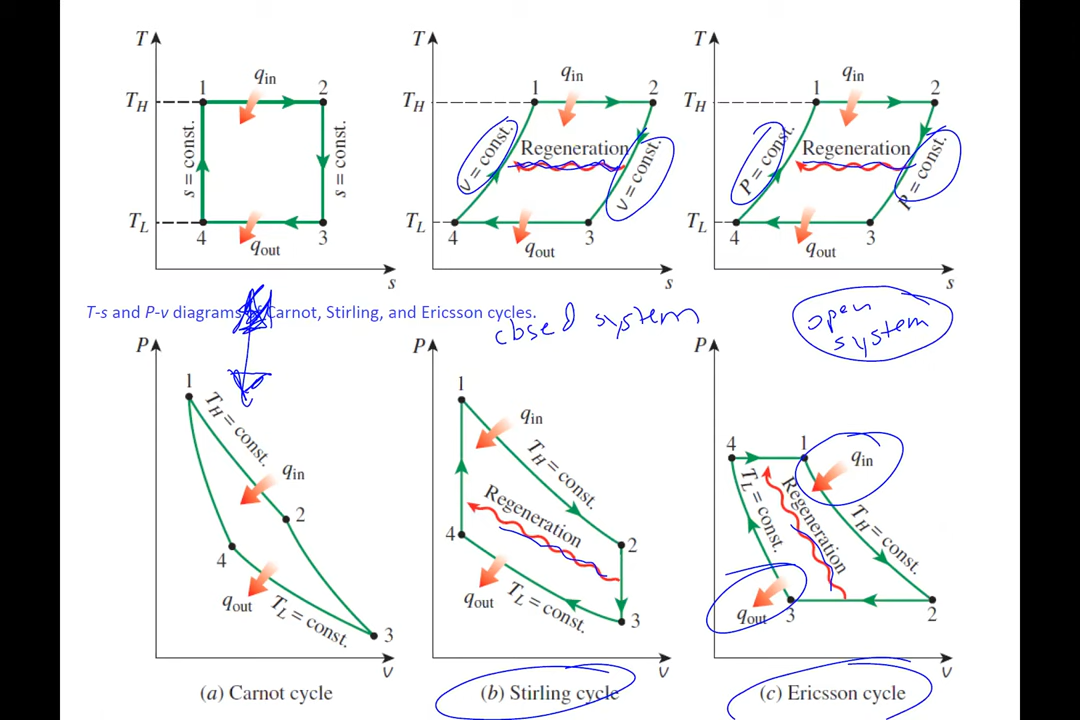 T
T
T
1
q_in
2
q_in
1
2
q_in
1
2
T_H
T_H
T_H
s = const.
s = const.
v = const.
Regeneration
v = const.
P = const.
Regeneration
P = const.
T_L
T_L
T_L
4
q_out
3
4
q_out
3
4
q_out
3
s
s
s
T-s and P-v diagrams of Carnot, Stirling, and Ericsson cycles.
closed system
open
system
P
P
P
1
T_H = const.
q_in
2
4
q_out
T_L = const.
3
v
1
q_in
T_H = const.
Regeneration
4
2
q_out
T_L = const.
3
v
4
1
q_in
T_L = const.
Regeneration
T_H = const.
q_out
3
2
v
(a) Carnot cycle
(b) Stirling cycle
(c) Ericsson cycle